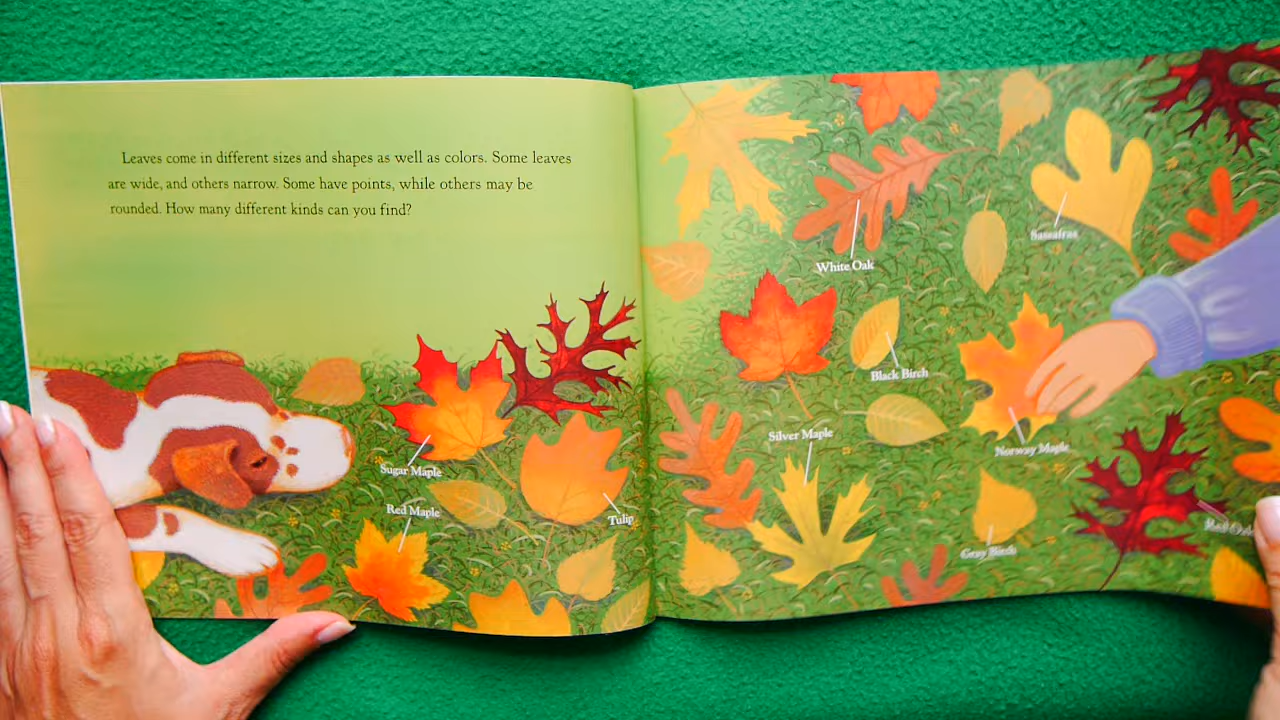 Leaves come in different sizes and shapes as well as colors. Some leaves
are wide, and others narrow. Some have points, while others may be
rounded. How many different kinds can you find?
Sugar Maple
Red Maple
Tulip
White Oak
Sassafras
Black Birch
Silver Maple
Norway Maple
Gray Birch
Red Oak